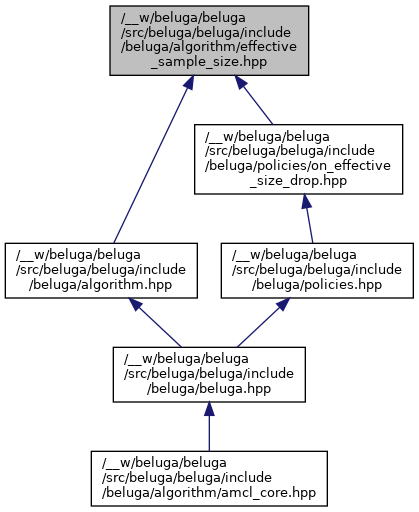 /__w/beluga/beluga
/src/beluga/beluga/include
/beluga/algorithm/effective
_sample_size.hpp
/__w/beluga/beluga
/src/beluga/beluga/include
/beluga/policies/on_effective
_size_drop.hpp
/__w/beluga/beluga
/src/beluga/beluga/include
/beluga/algorithm.hpp
/__w/beluga/beluga
/src/beluga/beluga/include
/beluga/policies.hpp
/__w/beluga/beluga
/src/beluga/beluga/include
/beluga/beluga.hpp
/__w/beluga/beluga
/src/beluga/beluga/include
/beluga/algorithm/amcl_core.hpp